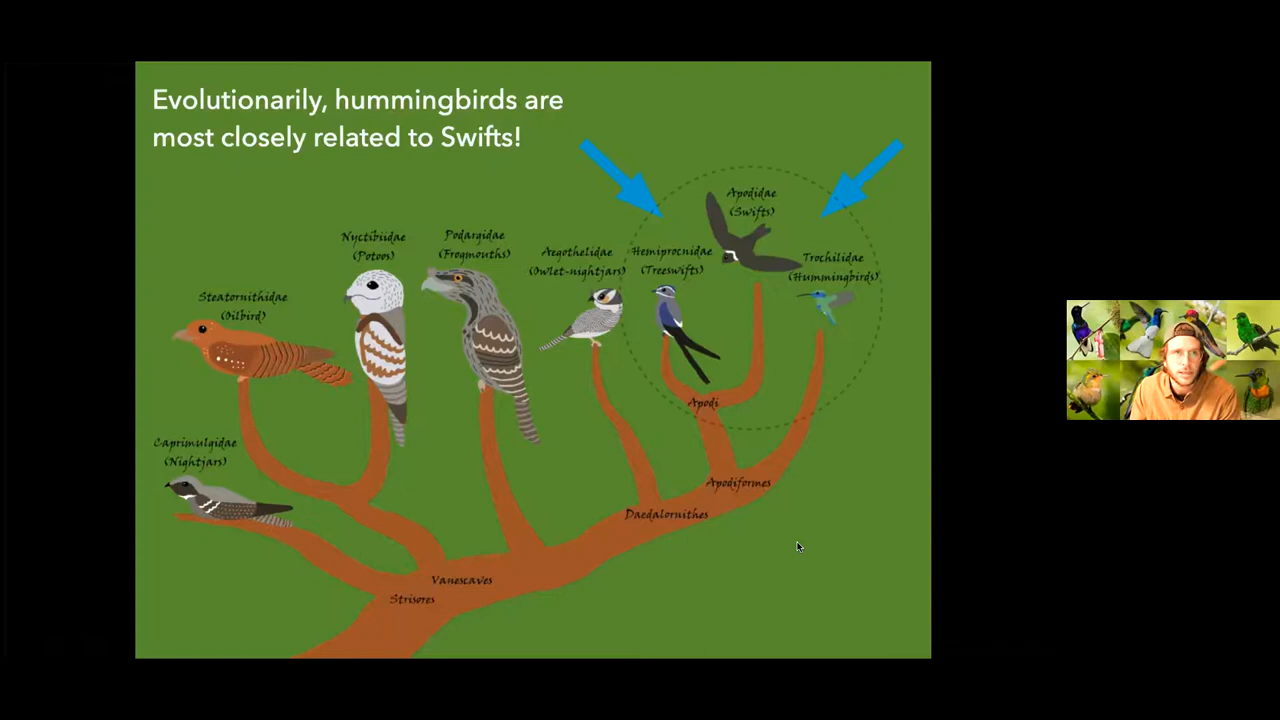 Evolutionarily, hummingbirds are
most closely related to Swifts!
Apodidae
(Swifts)
Nyctibiidae
(Potoos)
Podargidae
(Frogmouths)
Aegothelidae
(Owlet-nightjars)
Hemiprocnidae
(Treeswifts)
Trochilidae
(Hummingbirds)
Steatornithidae
(Oilbird)
Apodi
Caprimulgidae
(Nightjars)
Apodiformes
Daedalornithes
Vanescaves
Strisores